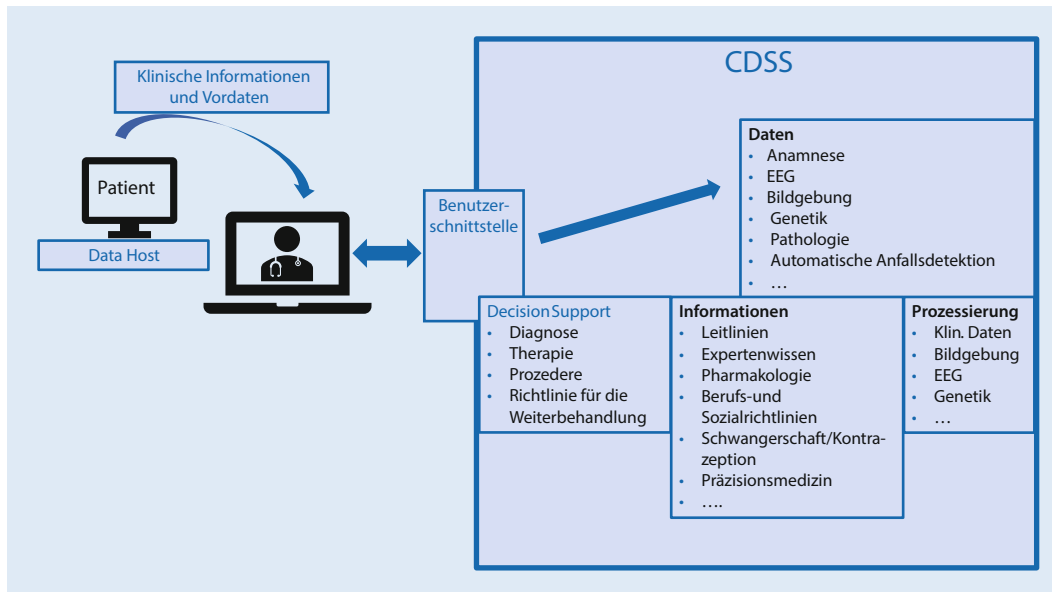 Klinische Informationen
und Vordaten
Patient
Data Host
Benutzer-
schnittstelle
CDSS
Daten
• Anamnese
• EEG
• Bildgebung
• Genetik
• Pathologie
• Automatische Anfallsdetektion
• …
Decision Support
• Diagnose
• Therapie
• Prozedere
• Richtlinie für die
Weiterbehandlung
Informationen
• Leitlinien
• Expertenwissen
• Pharmakologie
• Berufs-und
Sozialrichtlinien
• Schwangerschaft/Kontra-
zeption
• Präzisionsmedizin
• ….
Prozessierung
• Klin. Daten
• Bildgebung
• EEG
• Genetik
• …